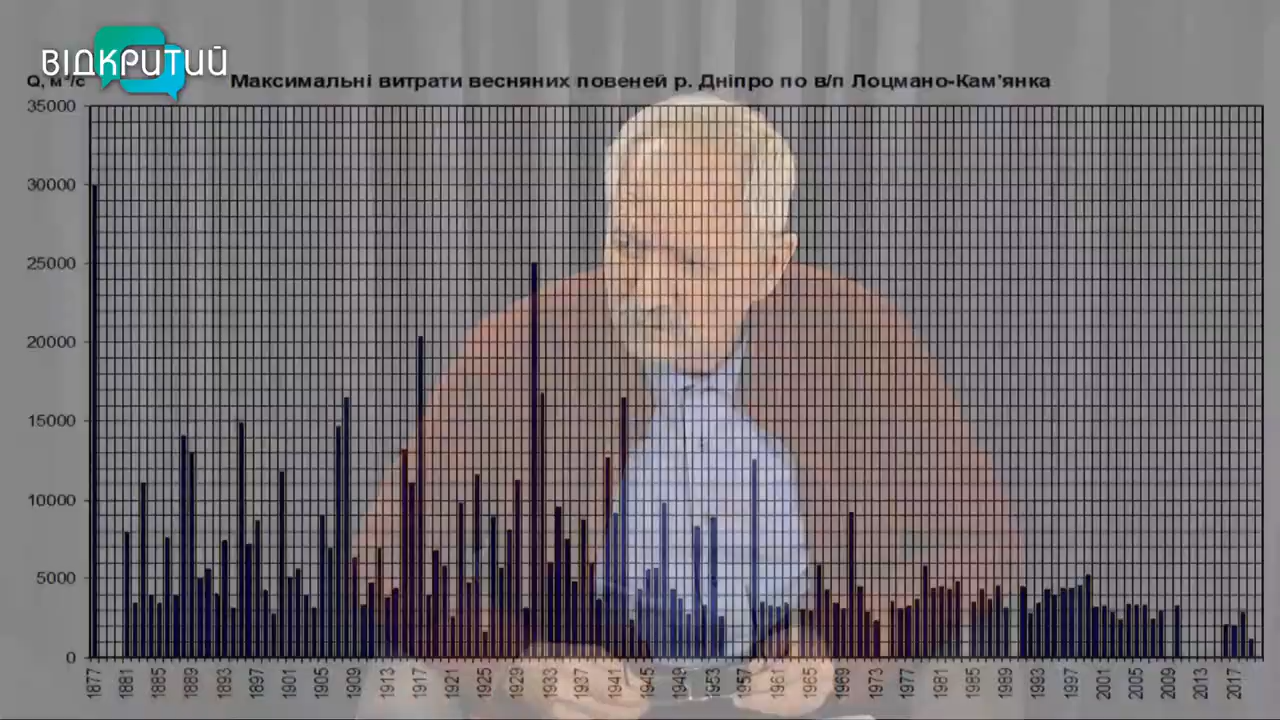 ВІДКРИТИЙ
Q, м³/с
Максимальні витрати весняних повеней р. Дніпро по в/п Лоцмано-Кам'янка
35000
30000
25000
20000
15000
10000
5000
0
1877 1881 1885 1889 1893 1897 1901 1905 1909 1913 1917 1921 1925 1929 1933 1937 1941 1945 1949 1953 1957 1961 1965 1969 1973 1977 1981 1985 1989 1993 1997 2001 2005 2009 2013 2017